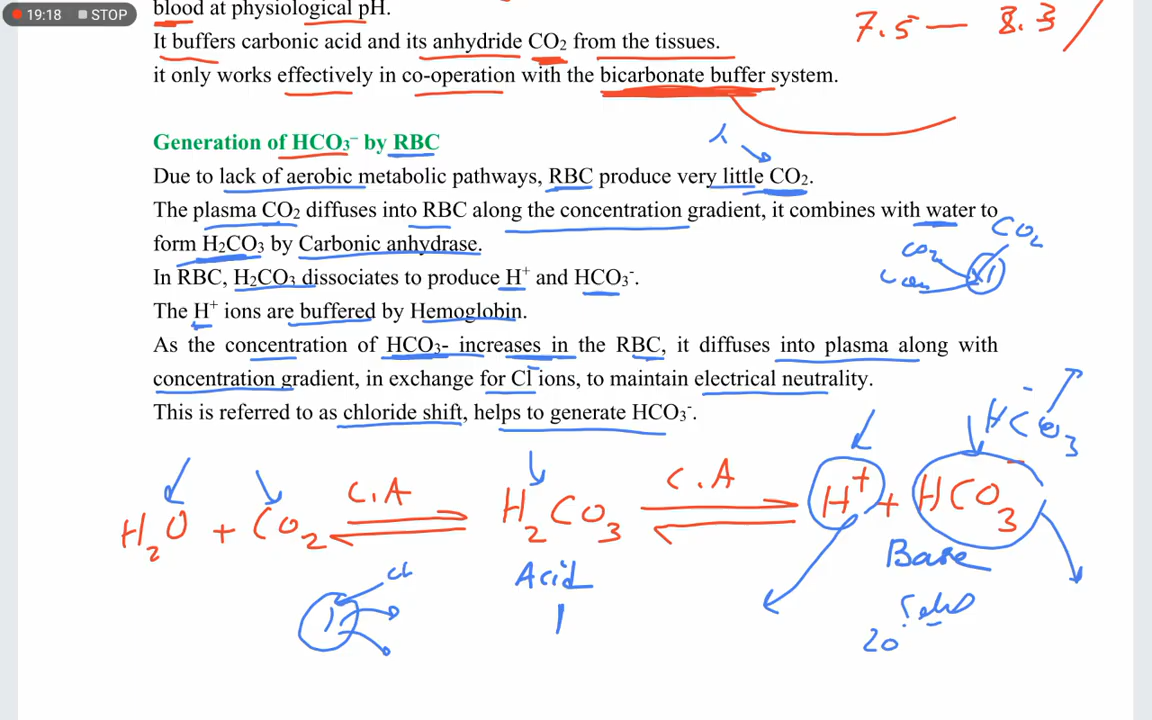 19:18 STOP
blood at physiological pH.
It buffers carbonic acid and its anhydride CO₂ from the tissues.
7.5 — 8.3
it only works effectively in co-operation with the bicarbonate buffer system.
Generation of HCO₃⁻ by RBC
Due to lack of aerobic metabolic pathways, RBC produce very little CO₂.
The plasma CO₂ diffuses into RBC along the concentration gradient, it combines with water to
CO₂
form H₂CO₃ by Carbonic anhydrase.
CO₂
In RBC, H₂CO₃ dissociates to produce H⁺ and HCO₃⁻.
The H⁺ ions are buffered by Hemoglobin.
As the concentration of HCO₃- increases in the RBC, it diffuses into plasma along with
concentration gradient, in exchange for Cl⁻ ions, to maintain electrical neutrality.
This is referred to as chloride shift, helps to generate HCO₃⁻.
HCO₃⁻
H₂O + CO₂ C.A H₂CO₃ C.A H⁺ + HCO₃⁻
Acid Base
1 20